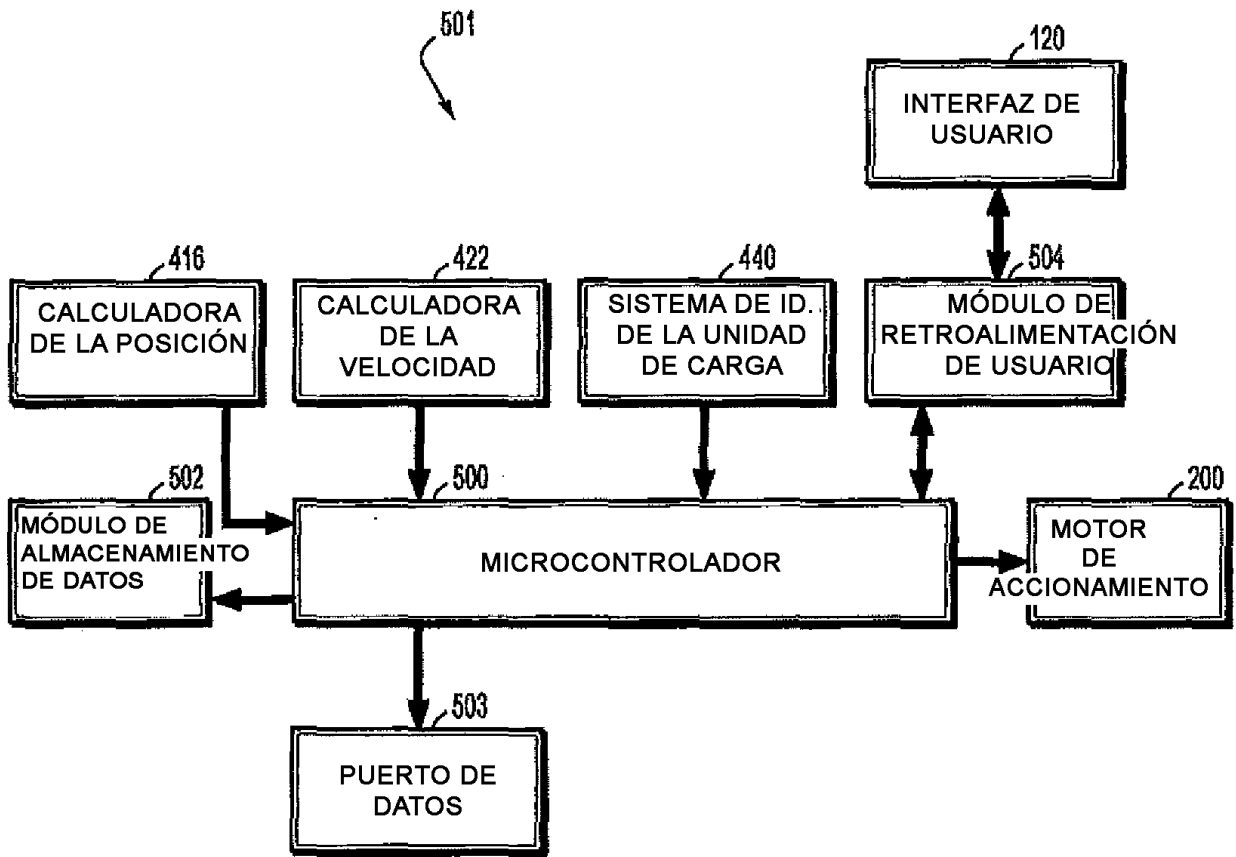 501
120
INTERFAZ DE
USUARIO
416
CALCULADORA
DE LA POSICIÓN
422
CALCULADORA
DE LA
VELOCIDAD
440
SISTEMA DE ID.
DE LA UNIDAD
DE CARGA
504
MÓDULO DE
RETROALIMENTACIÓN
DE USUARIO
502
MÓDULO DE
ALMACENAMIENTO
DE DATOS
500
MICROCONTROLADOR
200
MOTOR
DE
ACCIONAMIENTO
503
PUERTO DE
DATOS